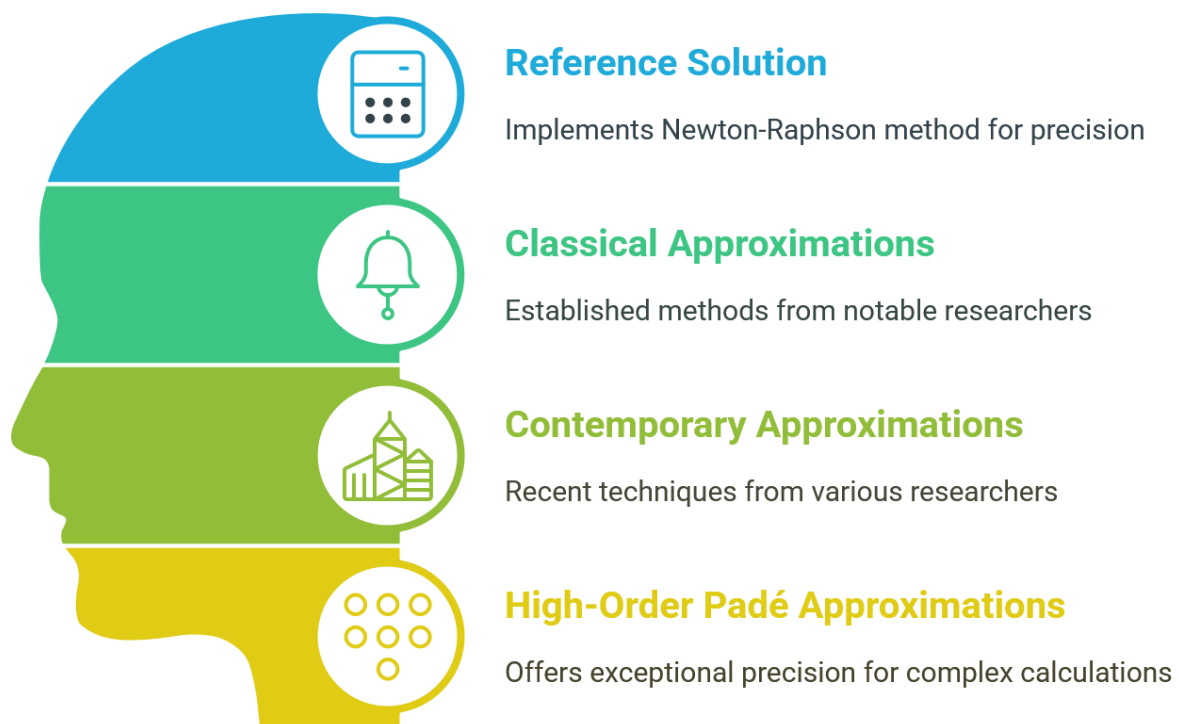 Reference Solution
Implements Newton-Raphson method for precision
Classical Approximations
Established methods from notable researchers
Contemporary Approximations
Recent techniques from various researchers
High-Order Padé Approximations
Offers exceptional precision for complex calculations